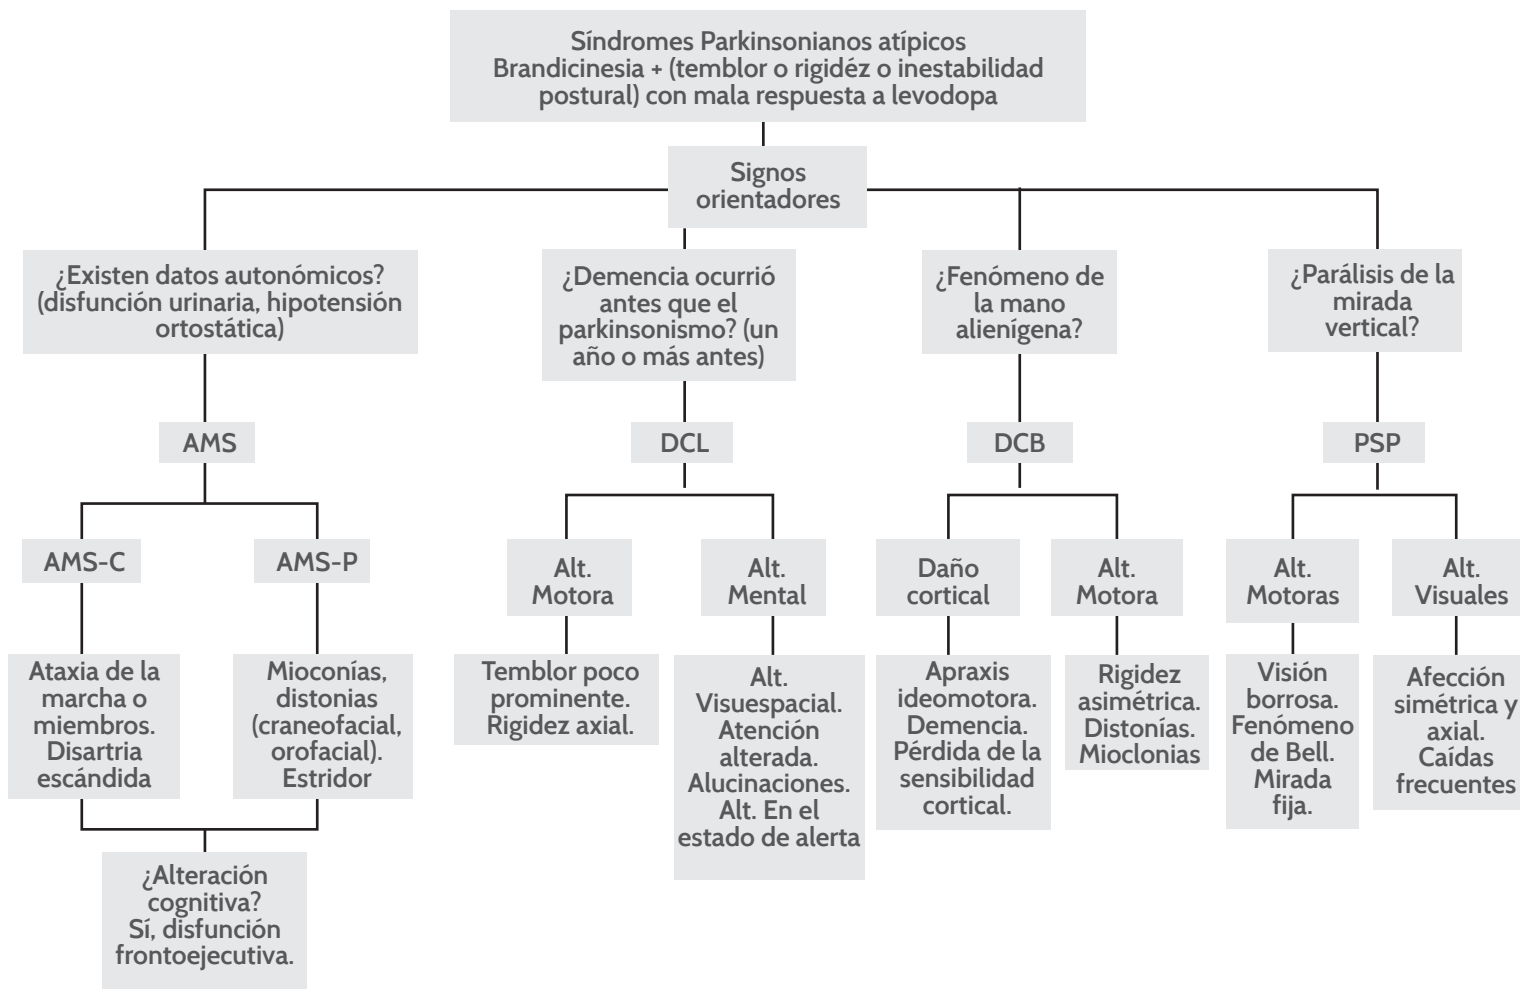 Síndromes Parkinsonianos atípicos
Brandicinesia + (temblor o rigidéz o inestabilidad
postural) con mala respuesta a levodopa
Signos
orientadores
¿Existen datos autonómicos?
(disfunción urinaria, hipotensión
ortostática)
¿Demencia ocurrió
antes que el
parkinsonismo? (un
año o más antes)
¿Fenómeno de
la mano
alienígena?
¿Parálisis de la
mirada
vertical?
AMS
DCL
DCB
PSP
AMS-C
AMS-P
Alt.
Motora
Alt.
Mental
Daño
cortical
Alt.
Motora
Alt.
Motoras
Alt.
Visuales
Ataxia de la
marcha o
miembros.
Disartria
escándida
Mioconías,
distonias
(craneofacial,
orofacial).
Estridor
Temblor poco
prominente.
Rigidez axial.
Alt.
Visuespacial.
Atención
alterada.
Alucinaciones.
Alt. En el
estado de alerta
Apraxis
ideomotora.
Demencia.
Pérdida de la
sensibilidad
cortical.
Rigidez
asimétrica.
Distonías.
Mioclonias
Visión
borrosa.
Fenómeno
de Bell.
Mirada
fija.
Afección
simétrica y
axial.
Caídas
frecuentes
¿Alteración
cognitiva?
Sí, disfunción
frontoejecutiva.